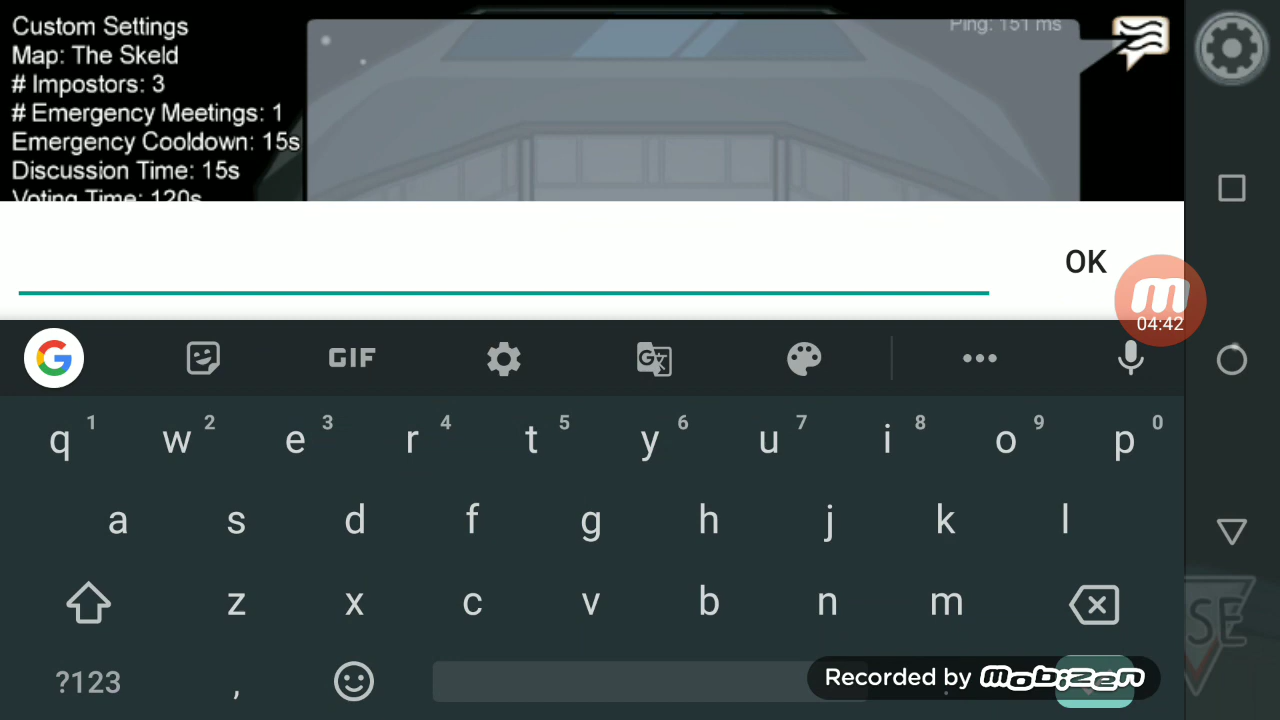 Custom Settings
Map: The Skeld
# Impostors: 3
# Emergency Meetings: 1
Emergency Cooldown: 15s
Discussion Time: 15s
Voting Time: 120s
Ping: 151 ms
OK
04:42
GIF
q 1 w 2 e 3 r 4 t 5 y 6 u 7 i 8 o 9 p 0
a s d f g h j k l
z x c v b n m
?123 ,
Recorded by mobizen